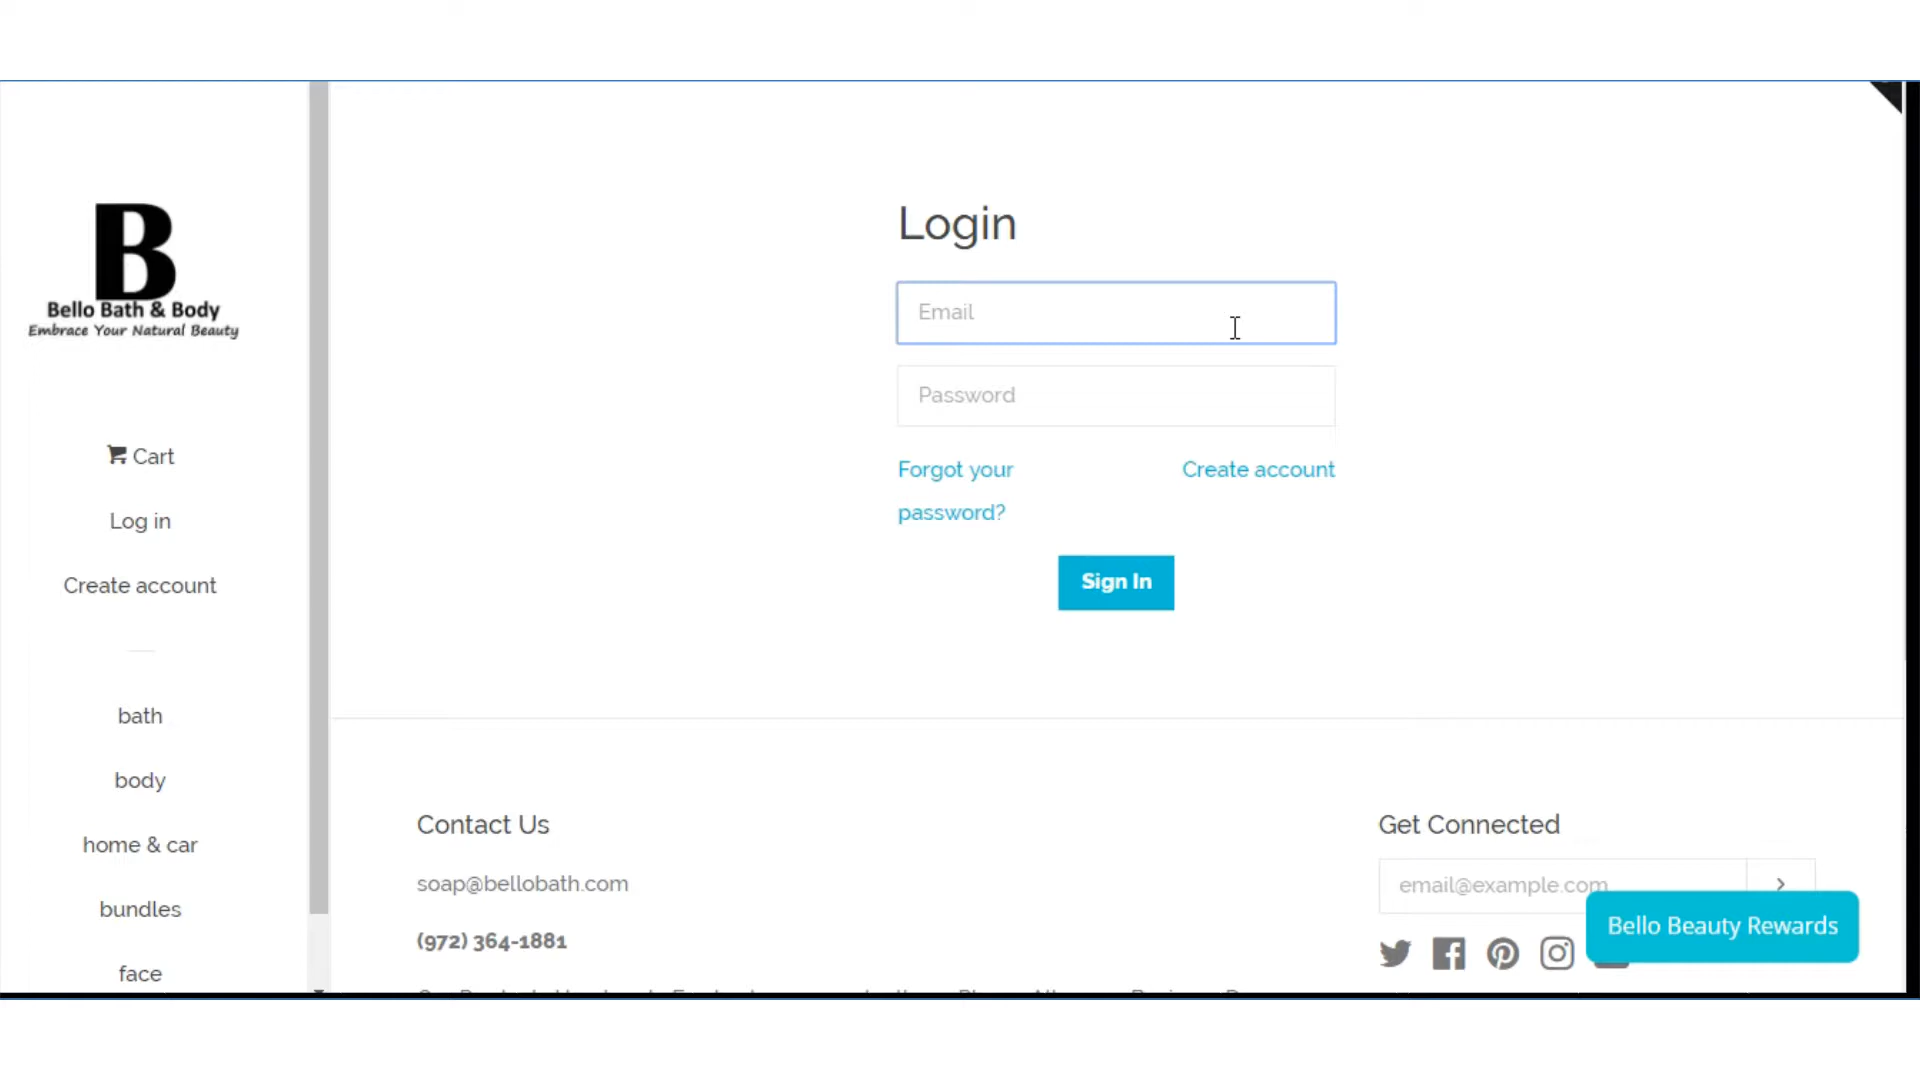 B
Bello Bath & Body
Embrace Your Natural Beauty
Cart
Log in
Create account
bath
body
home & car
bundles
face
Login
Email
Password
Forgot your
password?
Create account
Sign In
Contact Us
soap@bellobath.com
(972) 364-1881
Get Connected
email@example.com
Bello Beauty Rewards